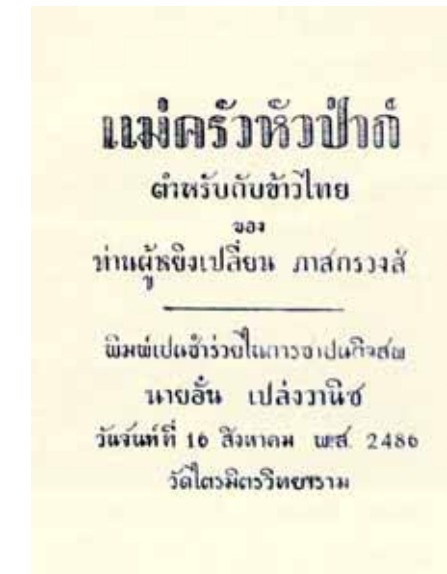 แม่ครัวหัวป่าก์
ตำหรับกับข้าวไทย
ของ
ท่านผู้หยิงเปลี่ยน ภาสกรวงส์
พิมพ์เปนชำร่วยในการชาปนกิจสพ
นายอั้น เปล่งวานิช
วันจันท์ที่ 16 สิงหาคม พ.ส. 2486
วัดไตรมิตรวิทยาราม